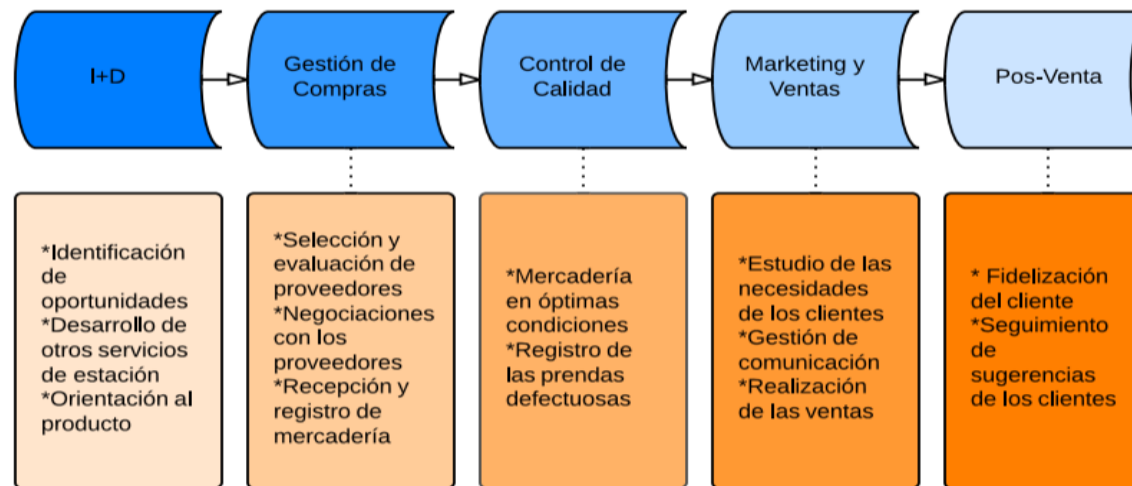 I+D
Gestión de
Compras
Control de
Calidad
Marketing y
Ventas
Pos-Venta
*Identificación
de
oportunidades
*Desarrollo de
otros servicios
de estación
*Orientación al
producto
*Selección y
evaluación de
proveedores
*Negociaciones
con los
proveedores
*Recepción y
registro de
mercadería
*Mercadería
en óptimas
condiciones
*Registro de
las prendas
defectuosas
*Estudio de las
necesidades
de los clientes
*Gestión de
comunicación
*Realización
de las ventas
* Fidelización
del cliente
*Seguimiento
de
sugerencias
de los clientes